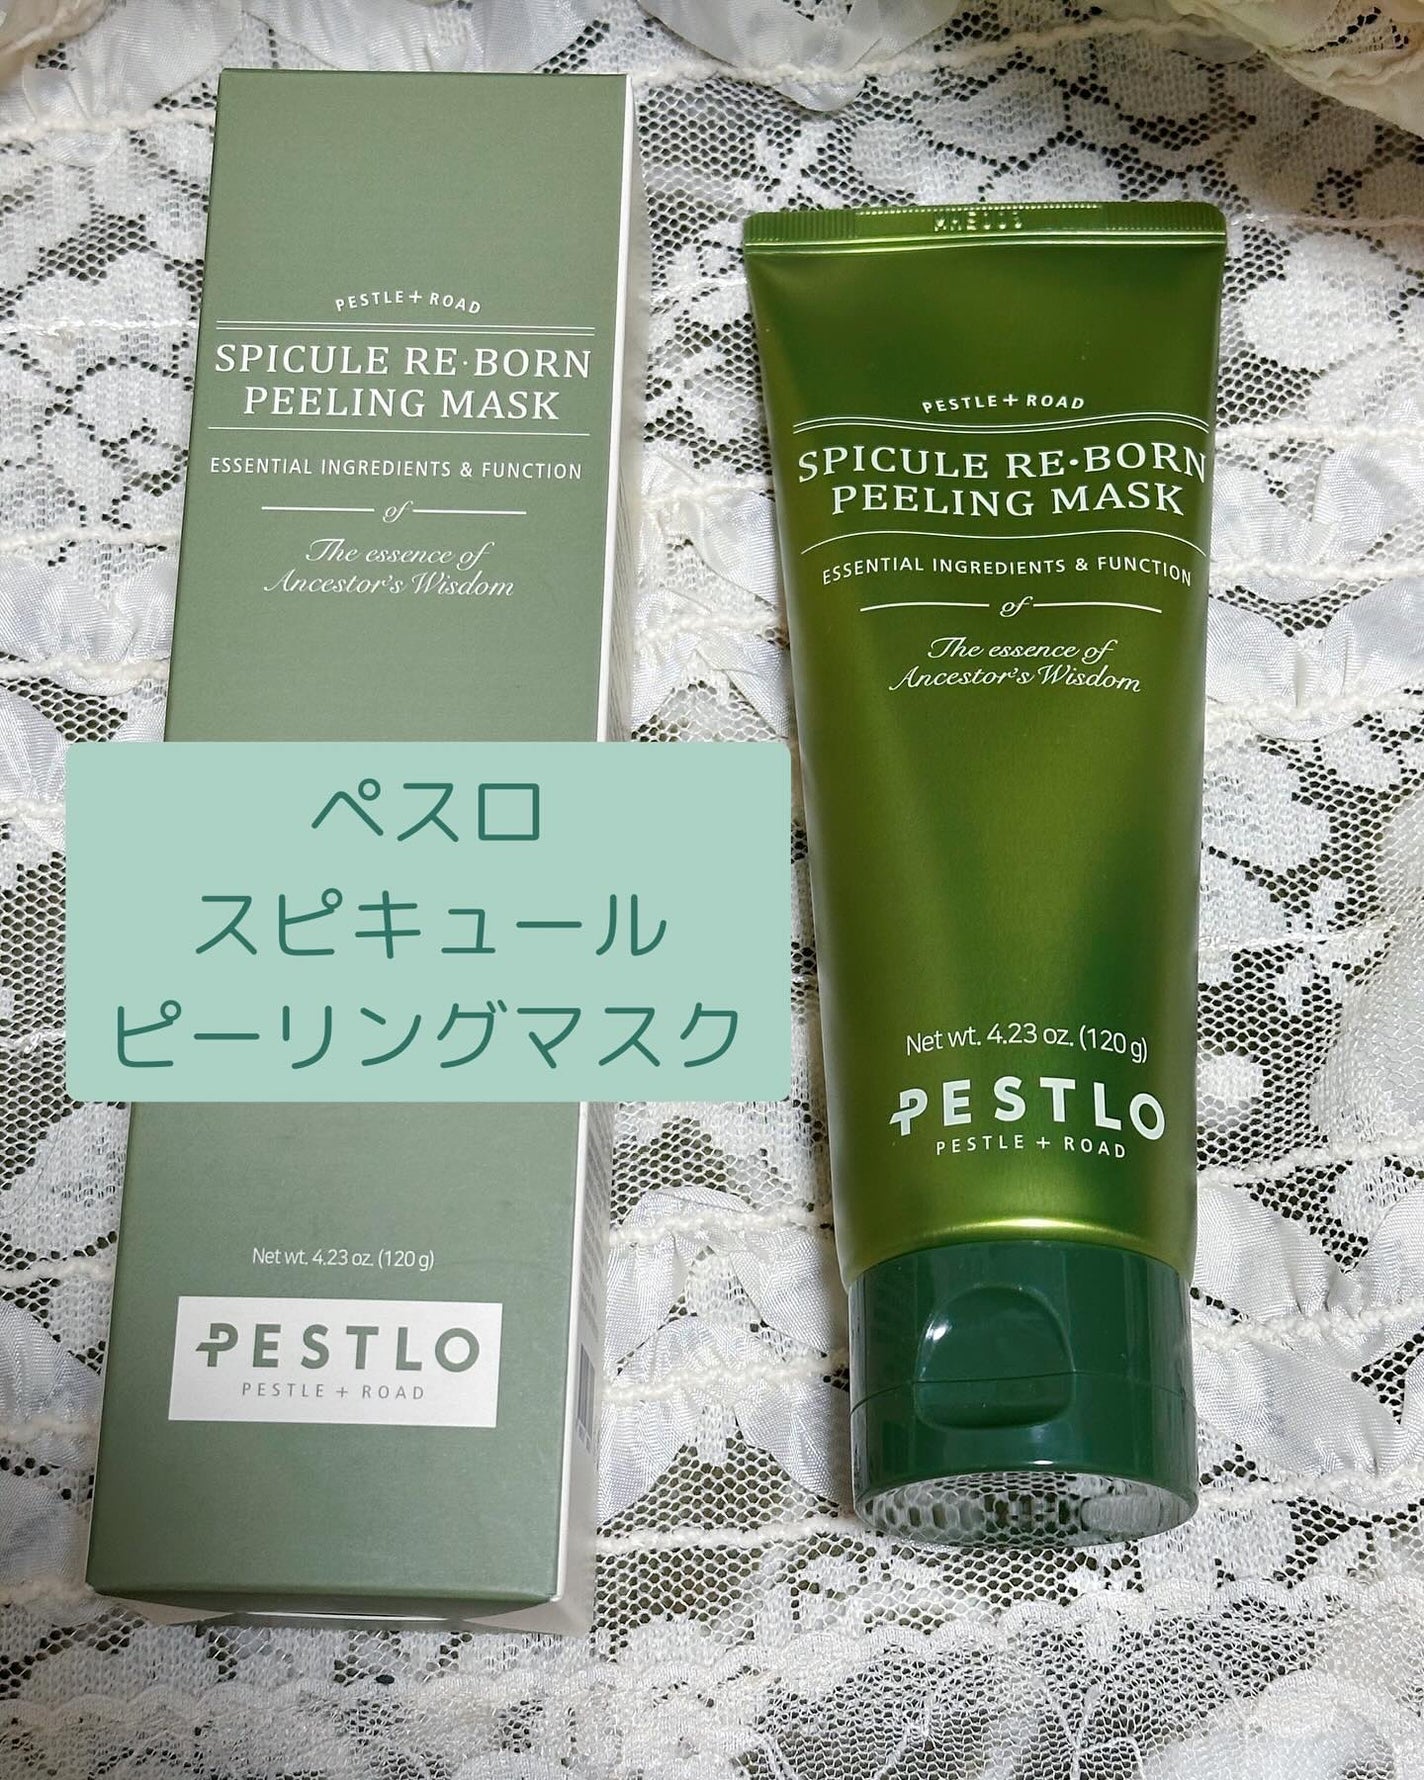 PESTLE+ROAD
SPICULE RE·BORN
PEELING MASK
ESSENTIAL INGREDIENTS & FUNCTION
of
The essence of
Ancestor's Wisdom
ペスロ
スピキュール
ピーリングマスク
Net wt. 4.23 oz. (120 g)
PESTLO
PESTLE + ROAD
PESTLE+ROAD
SPICULE RE·BORN
PEELING MASK
ESSENTIAL INGREDIENTS & FUNCTION
of
The essence of
Ancestor's Wisdom
Net wt. 4.23 oz. (120 g)
PESTLO
PESTLE + ROAD